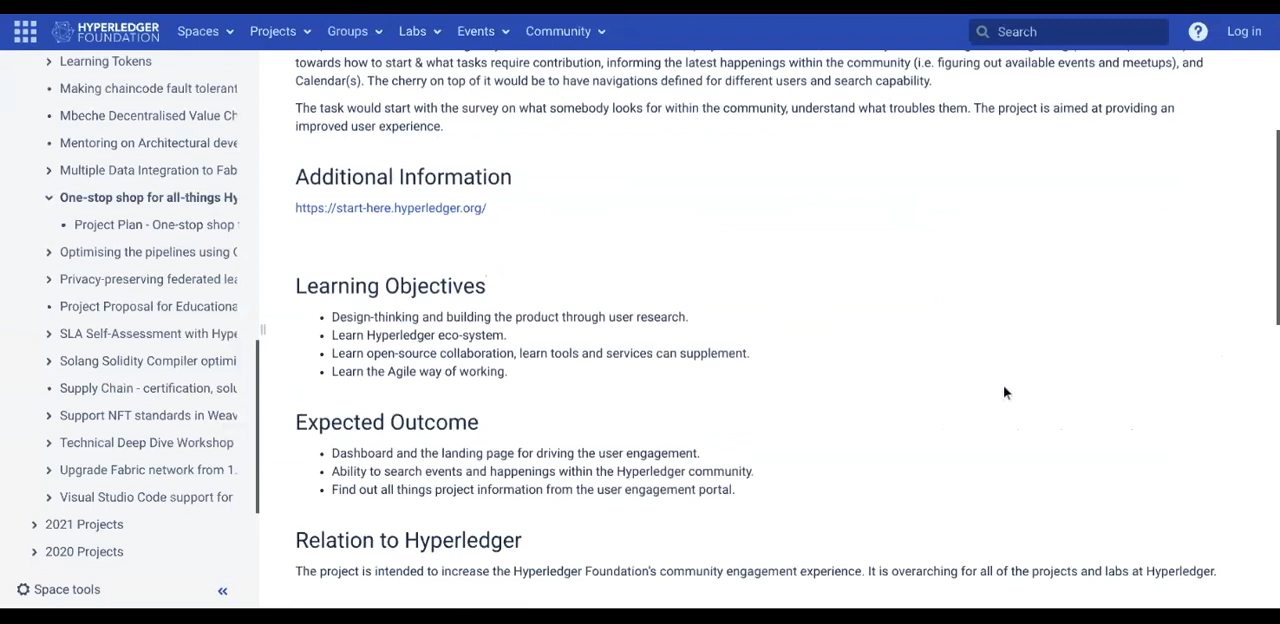 HYPERLEDGER
FOUNDATION
Spaces Projects Groups Labs Events Community
Search
? Log in
Learning Tokens
Making chaincode fault tolerant
Mbeche Decentralised Value Ch
Mentoring on Architectural deve
Multiple Data Integration to Fab
One-stop shop for all-things Hy
Project Plan - One-stop shop
Optimising the pipelines using
Privacy-preserving federated lea
Project Proposal for Educationa
SLA Self-Assessment with Hype
Solang Solidity Compiler optimi
Supply Chain - certification, solu
Support NFT standards in Weav
Technical Deep Dive Workshop
Upgrade Fabric network from 1.
Visual Studio Code support for
2021 Projects
2020 Projects
Space tools
«
towards how to start & what tasks require contribution, informing the latest happenings within the community (i.e. figuring out available events and meetups), and
Calendar(s). The cherry on top of it would be to have navigations defined for different users and search capability.
The task would start with the survey on what somebody looks for within the community, understand what troubles them. The project is aimed at providing an
improved user experience.
Additional Information
https://start-here.hyperledger.org/
Learning Objectives
• Design-thinking and building the product through user research.
• Learn Hyperledger eco-system.
• Learn open-source collaboration, learn tools and services can supplement.
• Learn the Agile way of working.
Expected Outcome
• Dashboard and the landing page for driving the user engagement.
• Ability to search events and happenings within the Hyperledger community.
• Find out all things project information from the user engagement portal.
Relation to Hyperledger
The project is intended to increase the Hyperledger Foundation's community engagement experience. It is overarching for all of the projects and labs at Hyperledger.